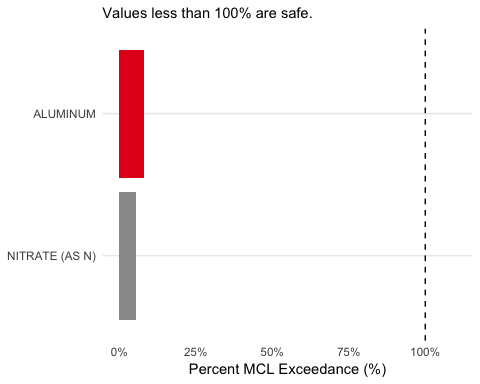 Values less than 100% are safe.
ALUMINUM
NITRATE (AS N)
0% 25% 50% 75% 100%
Percent MCL Exceedance (%)